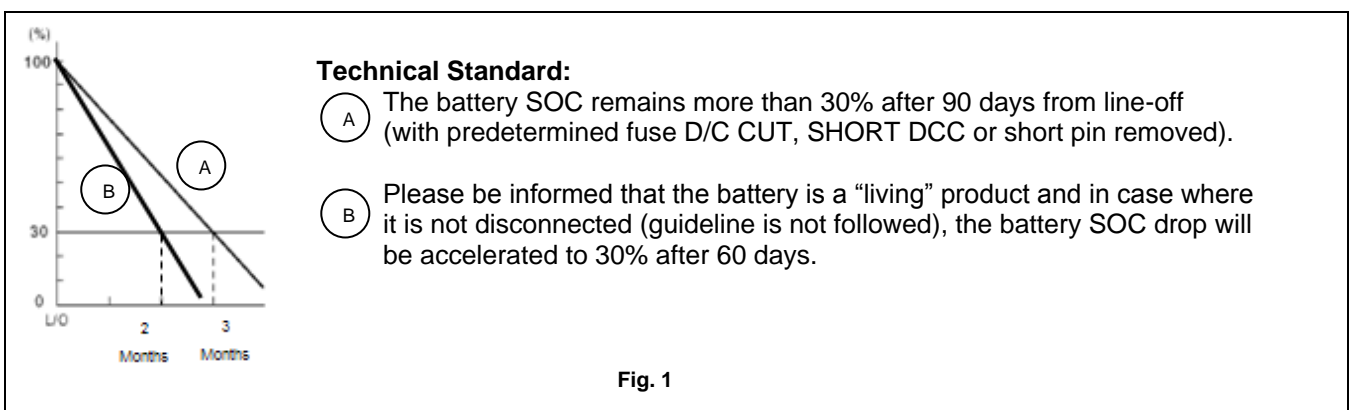 (%)
100
30
0
L/O
2
Months
3
Months
A
B
Technical Standard:
A
The battery SOC remains more than 30% after 90 days from line-off
(with predetermined fuse D/C CUT, SHORT DCC or short pin removed).
B
Please be informed that the battery is a “living” product and in case where
it is not disconnected (guideline is not followed), the battery SOC drop will
be accelerated to 30% after 60 days.
Fig. 1